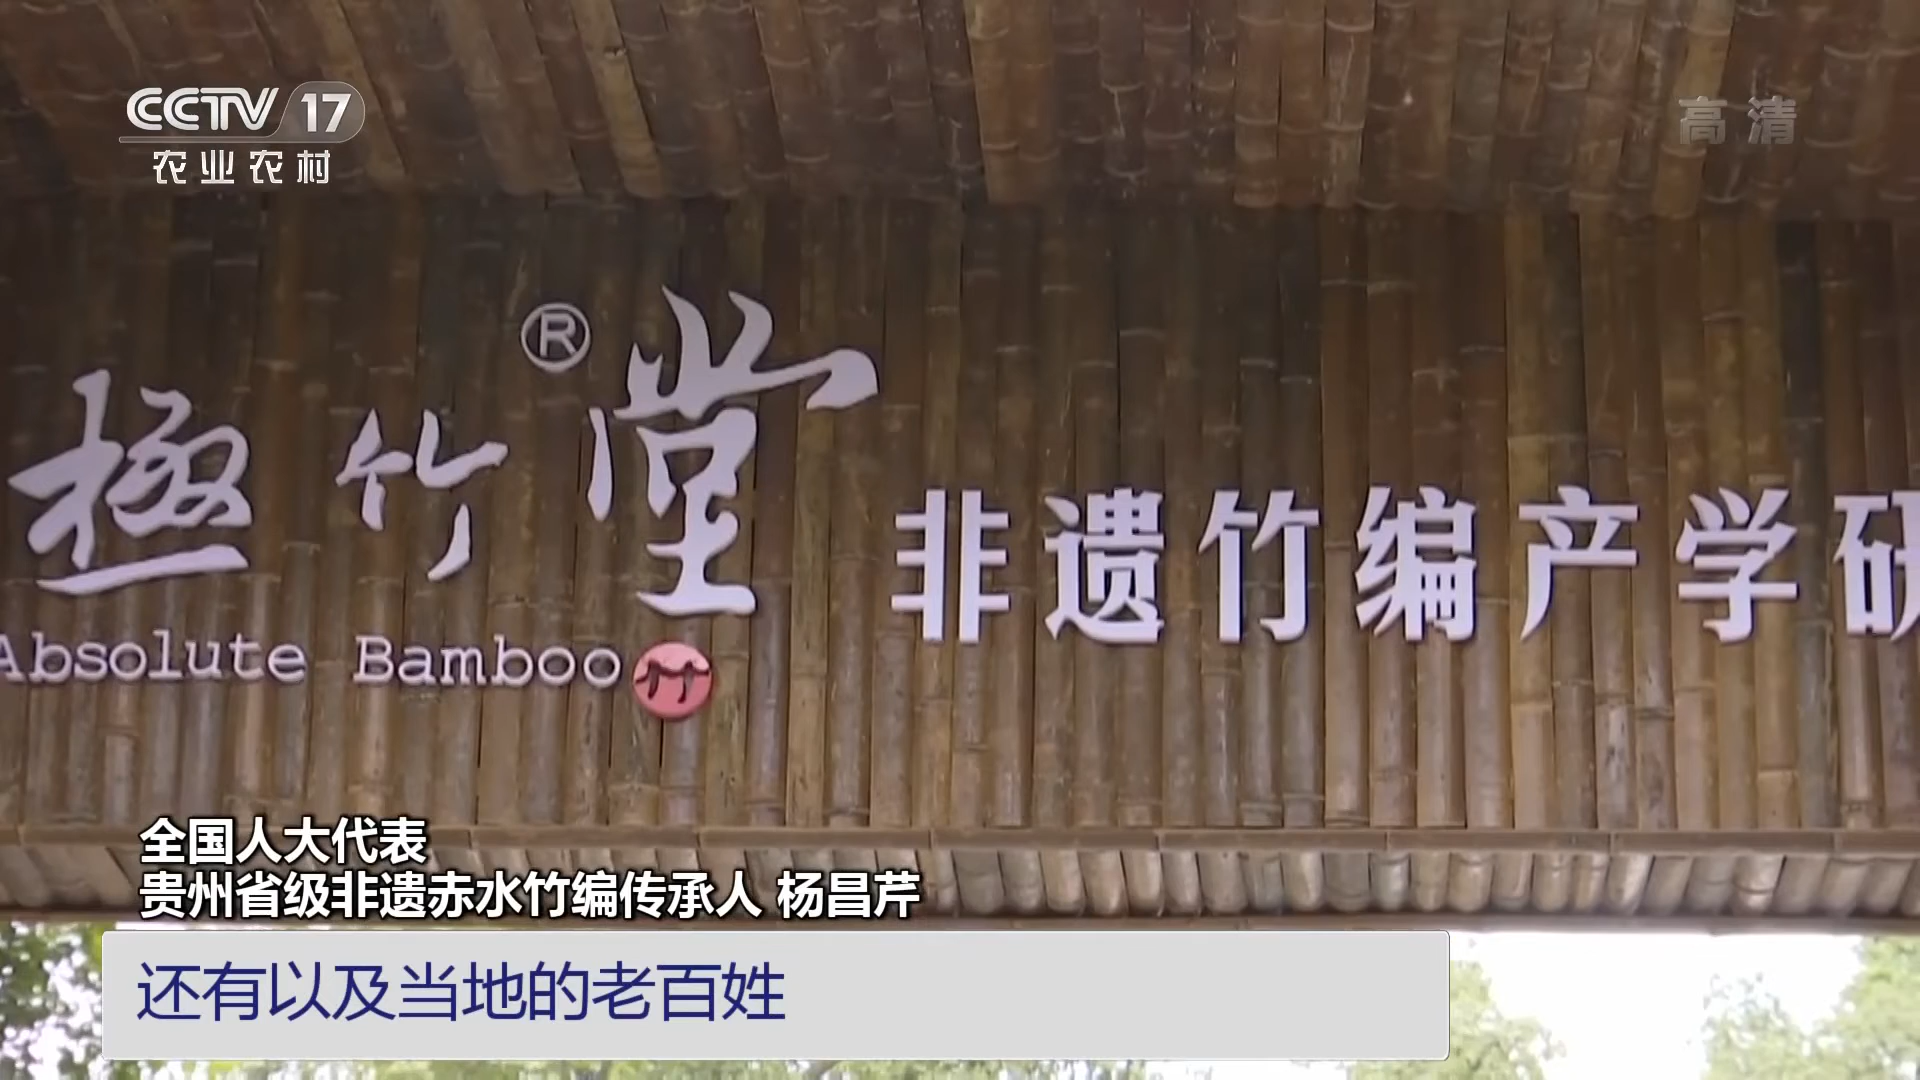 CCTV 17
农业农村
高清
極竹堂®
Absolute Bamboo
竹
非遗竹编产学研
全国人大代表
贵州省级非遗赤水竹编传承人 杨昌芹
还有以及当地的老百姓